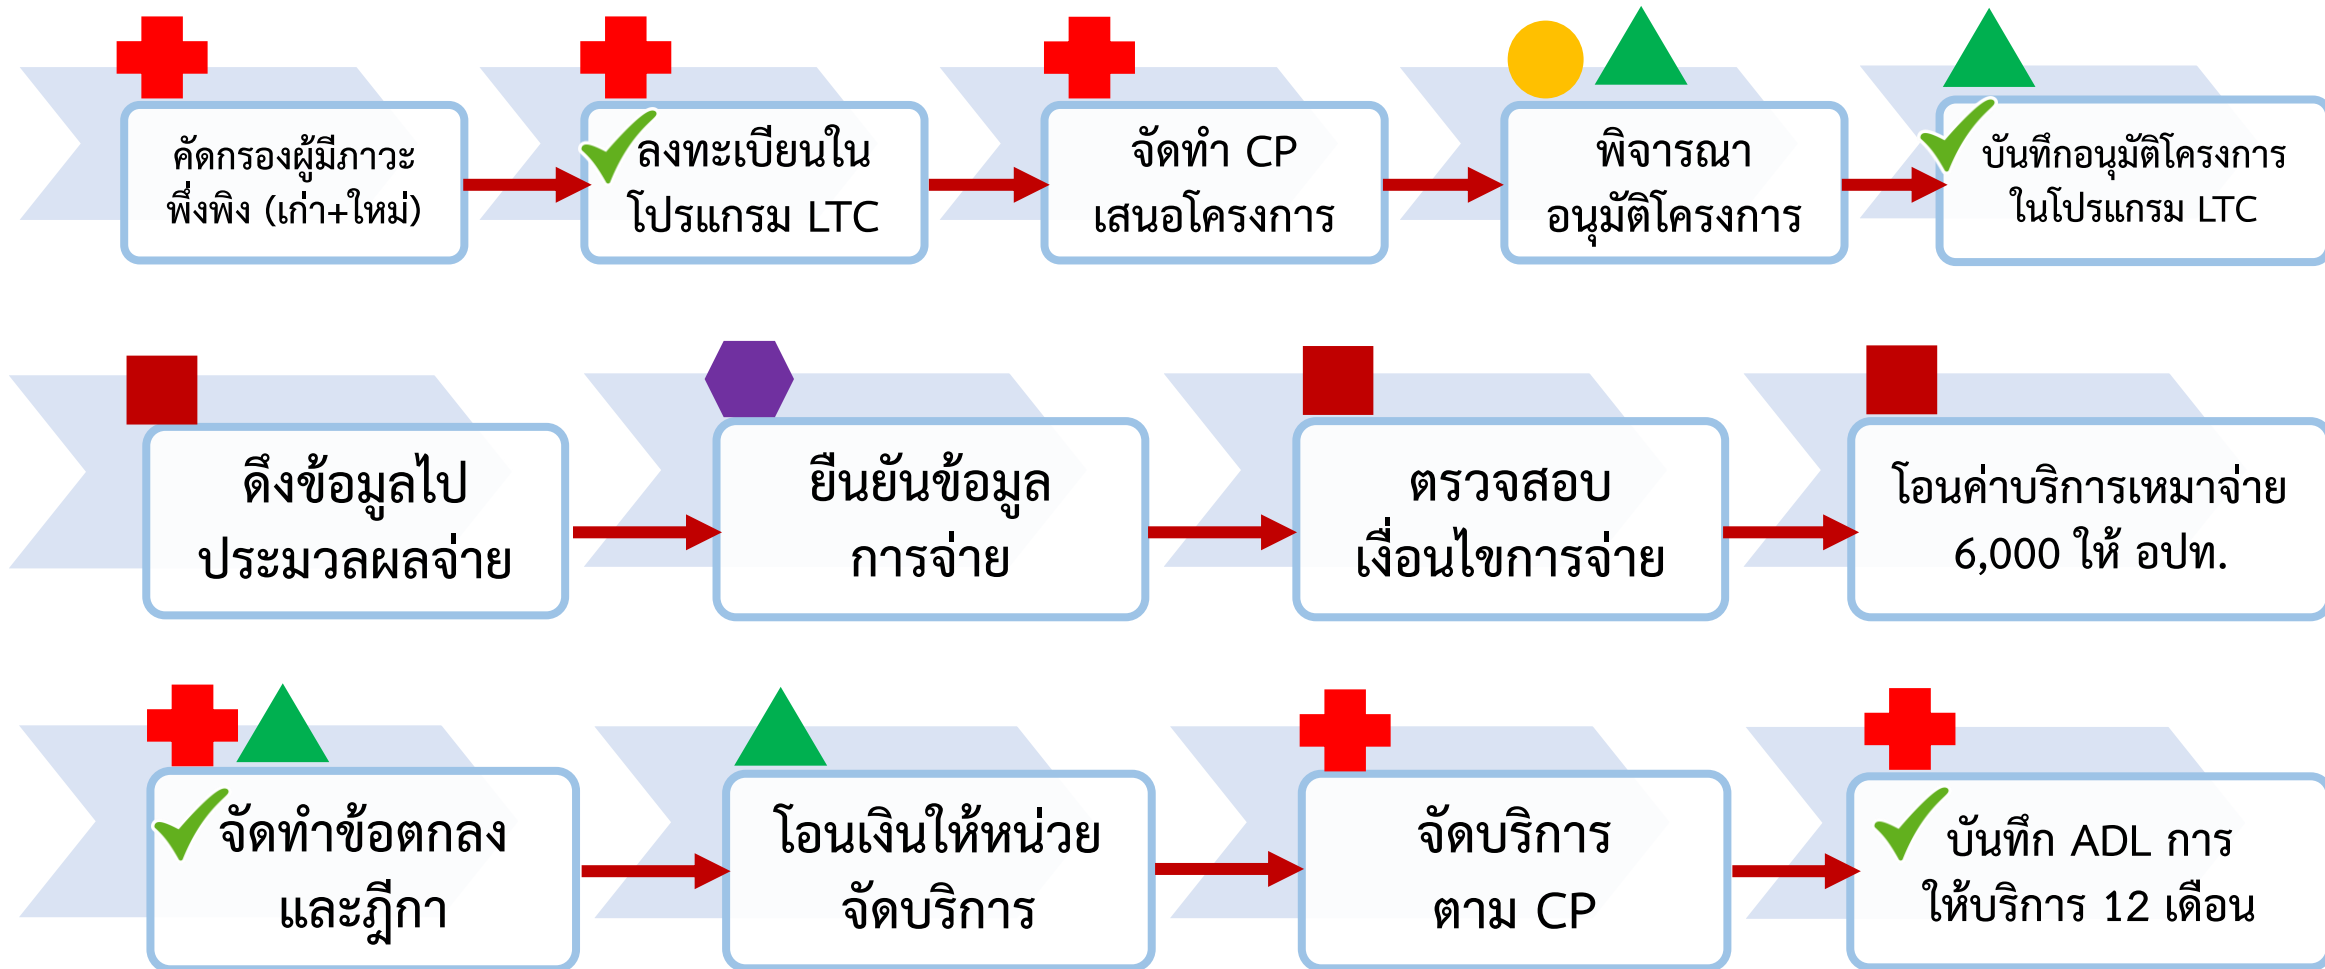 คัดกรองผู้มีภาวะ
พึ่งพิง (เก่า+ใหม่)
ลงทะเบียนใน
โปรแกรม LTC
จัดทำ CP
เสนอโครงการ
พิจารณา
อนุมัติโครงการ
บันทึกอนุมัติโครงการ
ในโปรแกรม LTC
ดึงข้อมูลไป
ประมวลผลจ่าย
ยืนยันข้อมูล
การจ่าย
ตรวจสอบ
เงื่อนไขการจ่าย
โอนค่าบริการเหมาจ่าย
6,000 ให้ อปท.
จัดทำข้อตกลง
และฎีกา
โอนเงินให้หน่วย
จัดบริการ
จัดบริการ
ตาม CP
บันทึก ADL การ
ให้บริการ 12 เดือน